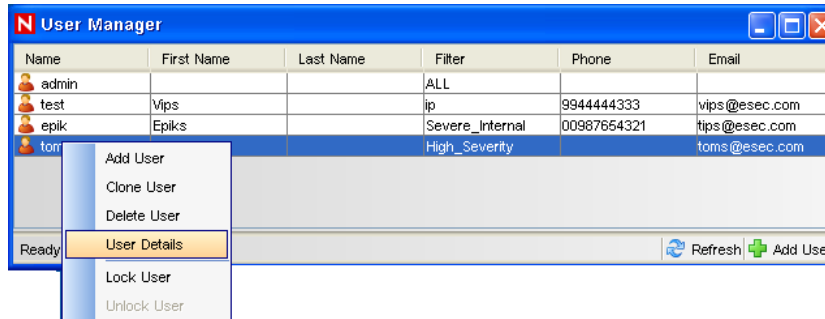 N User Manager
Name First Name Last Name Filter Phone Email
admin ALL
test Vips ip 9944444333 vips@esec.com
epik Epiks Severe_Internal 00987654321 tips@esec.com
High_Severity toms@esec.com
Add User
Clone User
Delete User
User Details
Lock User
Unlock User
Ready Refresh Add Use